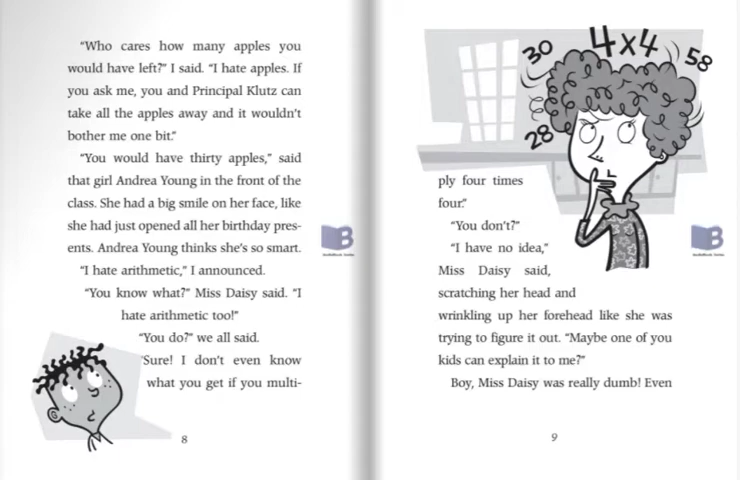 "Who cares how many apples you
would have left?" I said. "I hate apples. If
you ask me, you and Principal Klutz can
take all the apples away and it wouldn't
bother me one bit."
"You would have thirty apples," said
that girl Andrea Young in the front of the
class. She had a big smile on her face, like
she had just opened all her birthday pres-
ents. Andrea Young thinks she's so smart.
"I hate arithmetic," I announced.
"You know what?" Miss Daisy said. "I
hate arithmetic too!"
"You do?" we all said.
"Sure! I don't even know
what you get if you multi-
8
30
4x4
58
28
ply four times
four."
"You don't?"
"I have no idea,"
Miss Daisy said,
scratching her head and
wrinkling up her forehead like she was
trying to figure it out. "Maybe one of you
kids can explain it to me?"
Boy, Miss Daisy was really dumb! Even
9
B
B